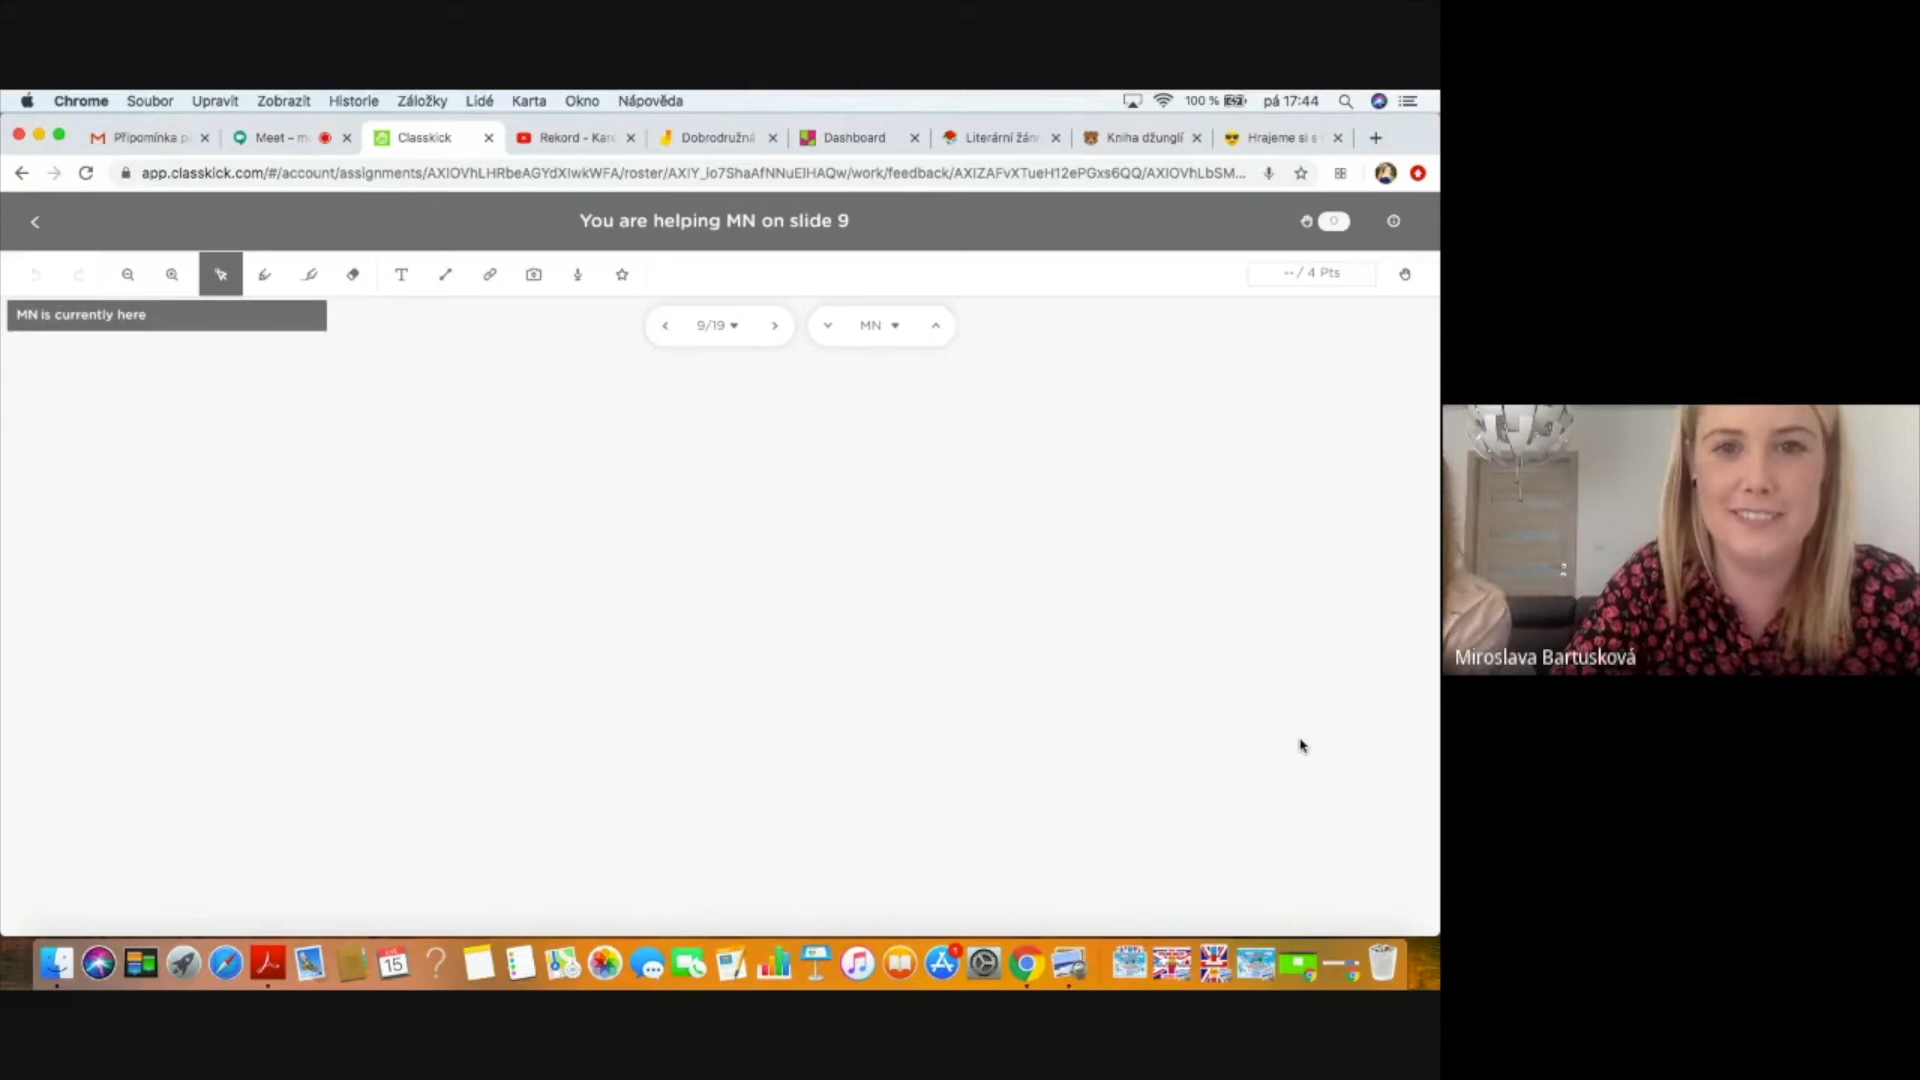 Chrome Soubor Upravit Zobrazit Historie Záložky Lidé Karta Okno Nápověda 100 % pá 17:44
Připomínka p Meet – m Classkick Rekord - Kar Dobrodružná Dashboard Literární žán Kniha džunglí Hrajeme si s
app.classkick.com/#/account/assignments/AXIOVhLHRbeAGYdXIwkWFA/roster/AXIY_lo7ShaAfNNuEIHAQw/work/feedback/AXIZAFvXTueH12ePGxs6QQ/AXIOVhLbSM...
You are helping MN on slide 9 0
T -- / 4 Pts
MN is currently here
9/19 MN
Miroslava Bartusková
15
1